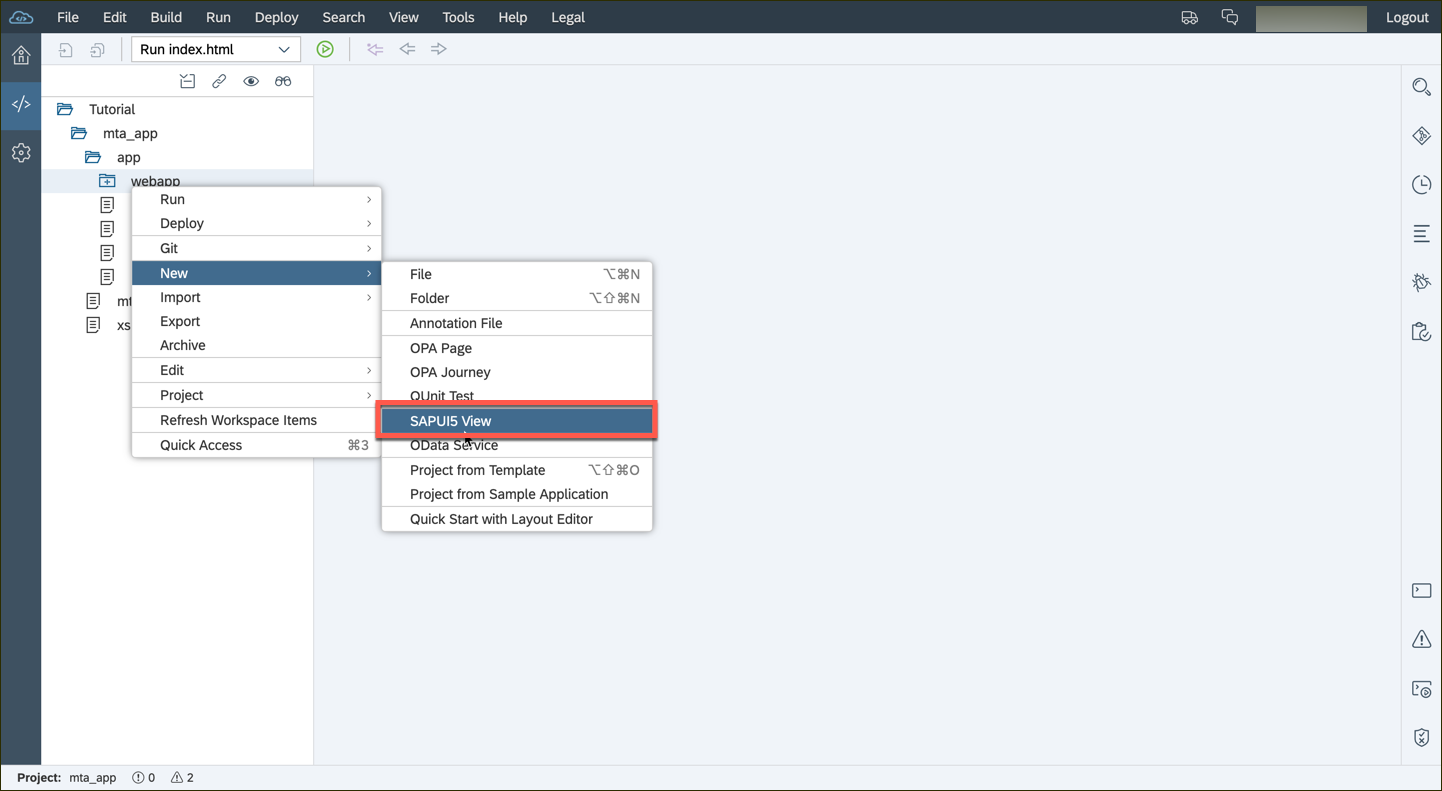 File Edit Build Run Deploy Search View Tools Help Legal Logout
Run index.html
Tutorial
mta_app
app
webapp
Run
Deploy
Git
New
Import
Export
Archive
Edit
Project
Refresh Workspace Items
Quick Access ⌘3
mt
xs
File ⌥⌘N
Folder ⌥⇧⌘N
Annotation File
OPA Page
OPA Journey
QUnit Test
SAPUI5 View
OData Service
Project from Template ⌥⇧⌘O
Project from Sample Application
Quick Start with Layout Editor
Project: mta_app 0 2